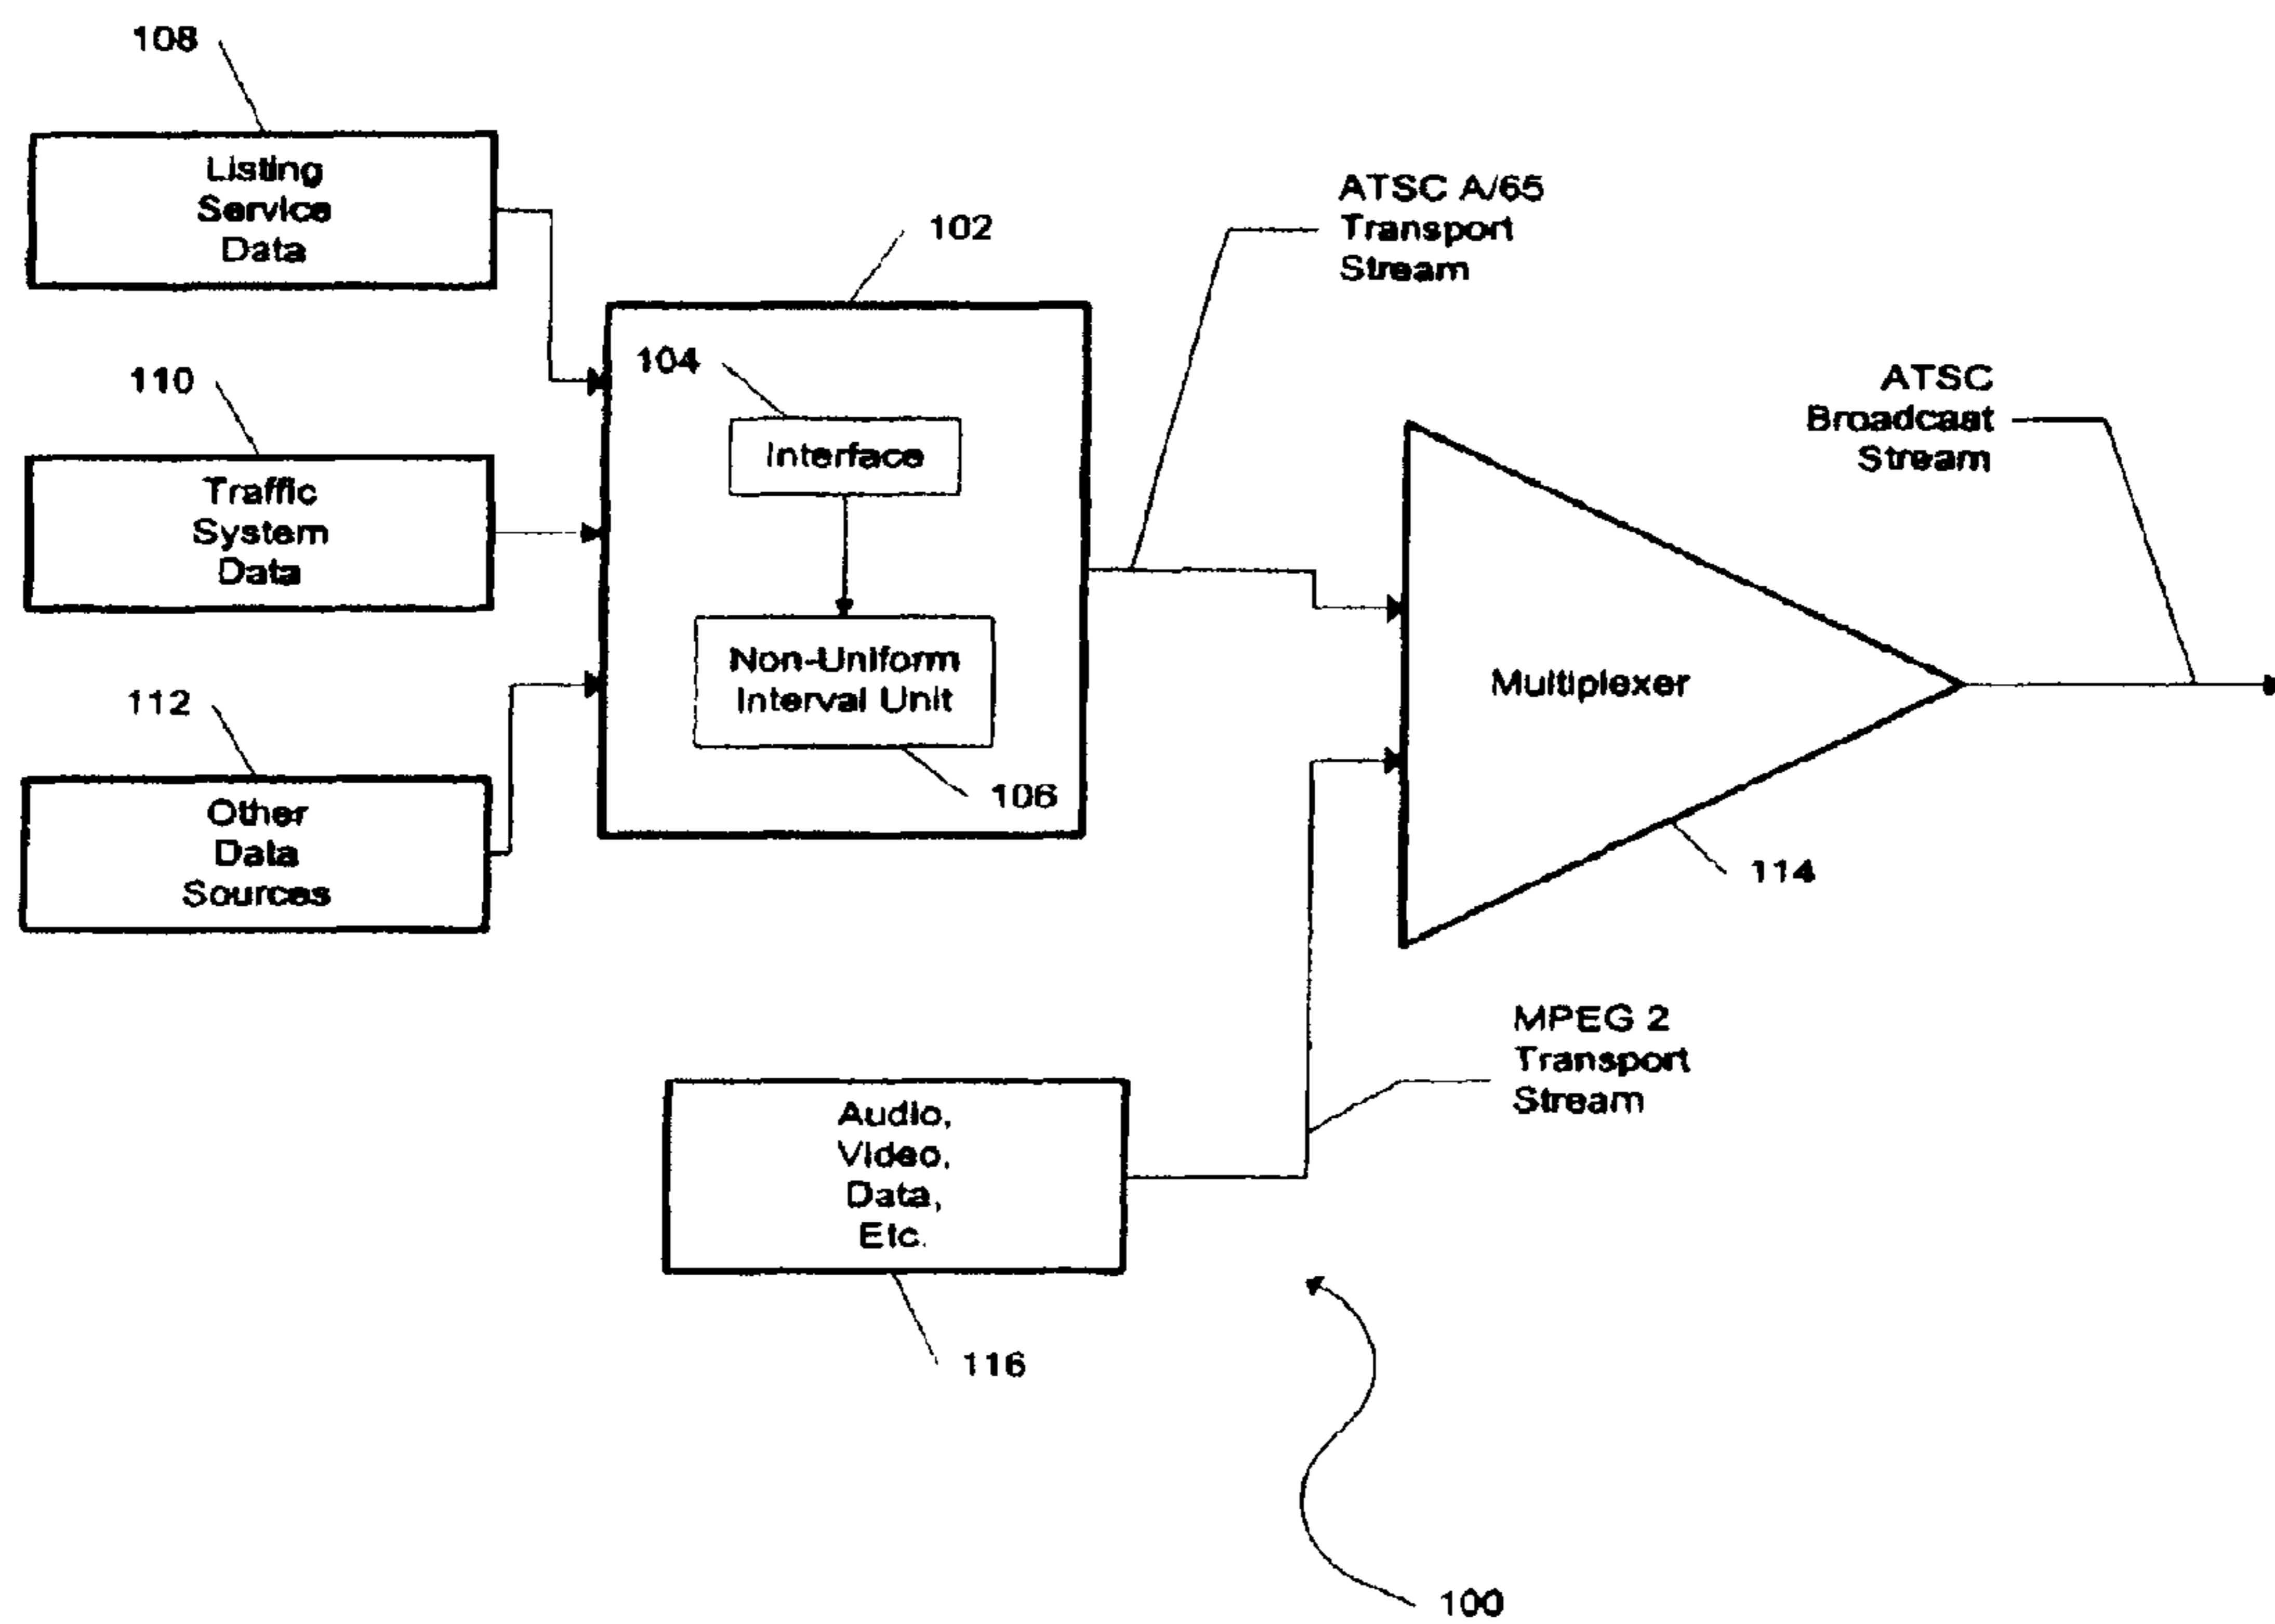 108
Listing
Service
Data
102
ATSC A/65
Transport
Stream
110
Traffic
System
Data
104
Interface
Non-Uniform
Interval Unit
106
ATSC
Broadcast
Stream
112
Other
Data
Sources
Multiplexer
114
MPEG 2
Transport
Stream
Audio,
Video,
Data,
Etc.
116
100